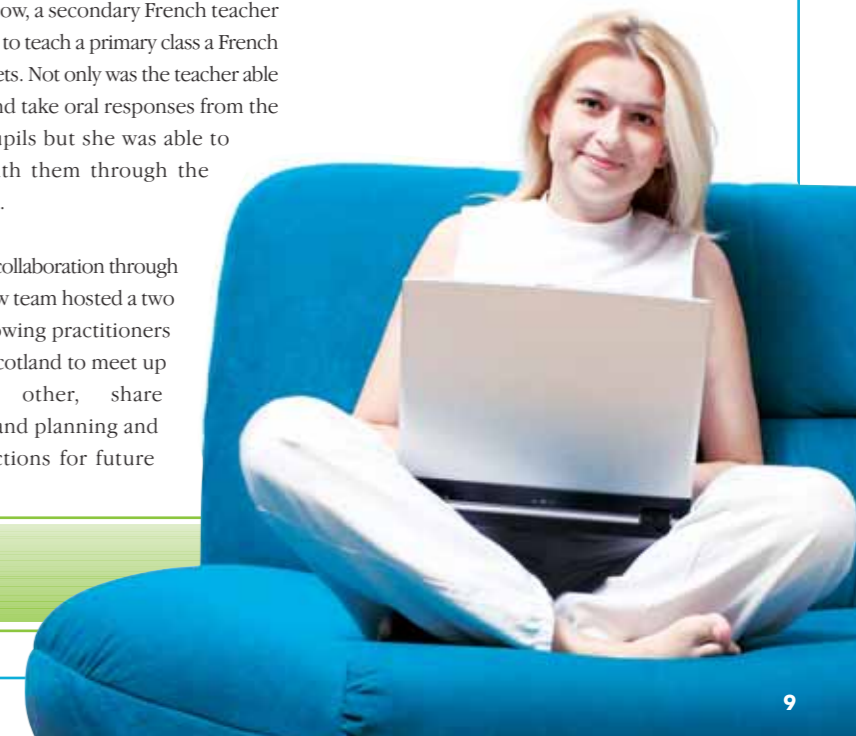 ow, a secondary French teacher
to teach a primary class a French
ets. Not only was the teacher able
nd take oral responses from the
upils but she was able to
ith them through the
.
collaboration through
w team hosted a two
owing practitioners
cotland to meet up
other, share
and planning and
ctions for future
9